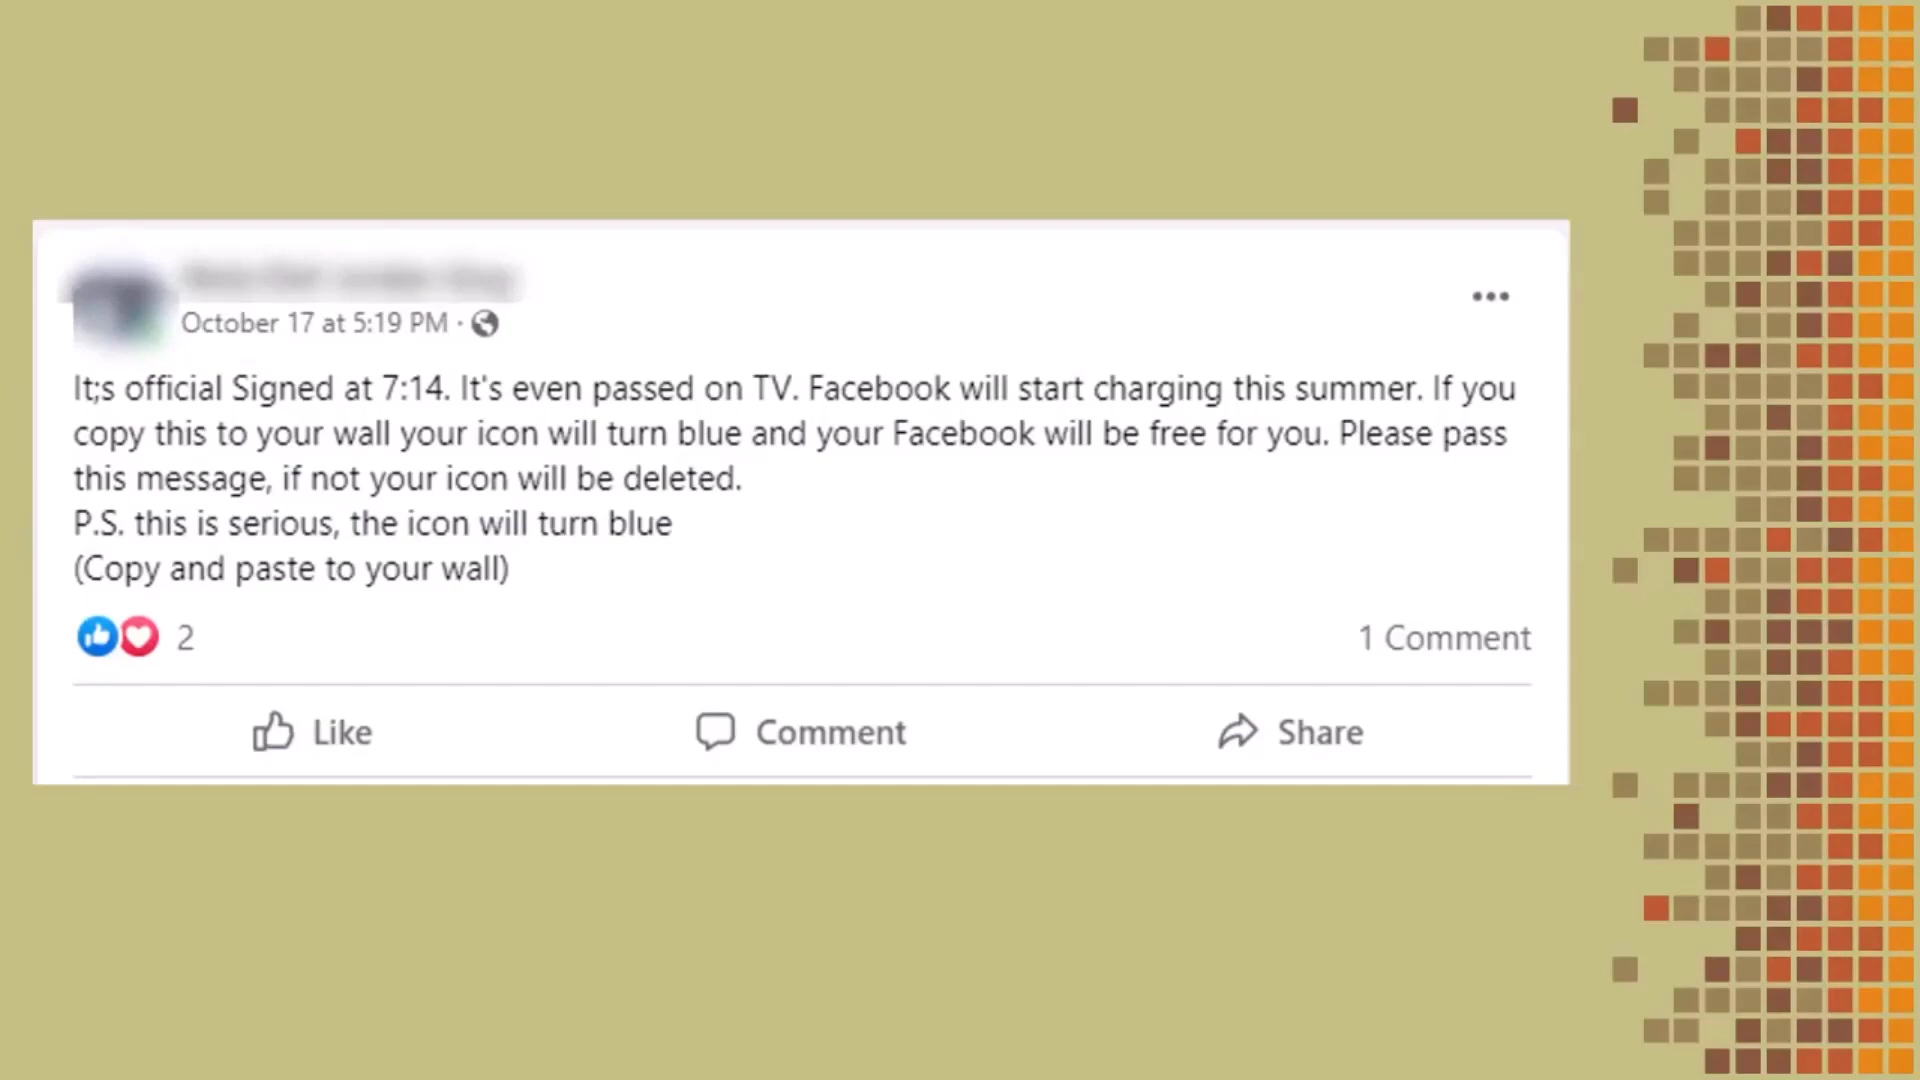 October 17 at 5:19 PM ·
It;s official Signed at 7:14. It's even passed on TV. Facebook will start charging this summer. If you
copy this to your wall your icon will turn blue and your Facebook will be free for you. Please pass
this message, if not your icon will be deleted.
P.S. this is serious, the icon will turn blue
(Copy and paste to your wall)
2
1 Comment
Like
Comment
Share